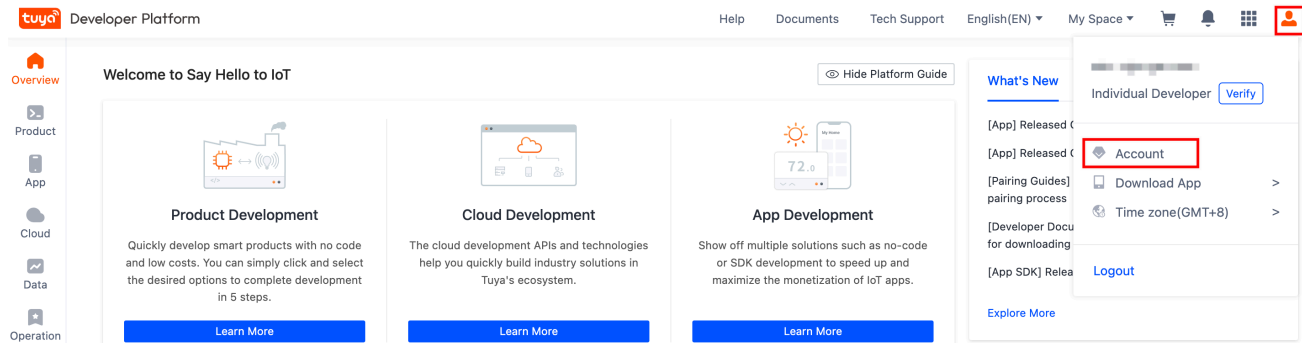 tuya Developer Platform
Help Documents Tech Support English(EN) My Space
Overview
Product
App
Cloud
Data
Operation
Welcome to Say Hello to IoT
Hide Platform Guide
My Home
72.0
Product Development
Quickly develop smart products with no code
and low costs. You can simply click and select
the desired options to complete development
in 5 steps.
Learn More
Cloud Development
The cloud development APIs and technologies
help you quickly build industry solutions in
Tuya's ecosystem.
Learn More
App Development
Show off multiple solutions such as no-code
or SDK development to speed up and
maximize the monetization of IoT apps.
Learn More
What's New
[App] Released
[App] Released
[Pairing Guides]
pairing process
[Developer Docu
for downloading
[App SDK] Relea
Explore More
Individual Developer Verify
Account
Download App >
Time zone(GMT+8) >
Logout